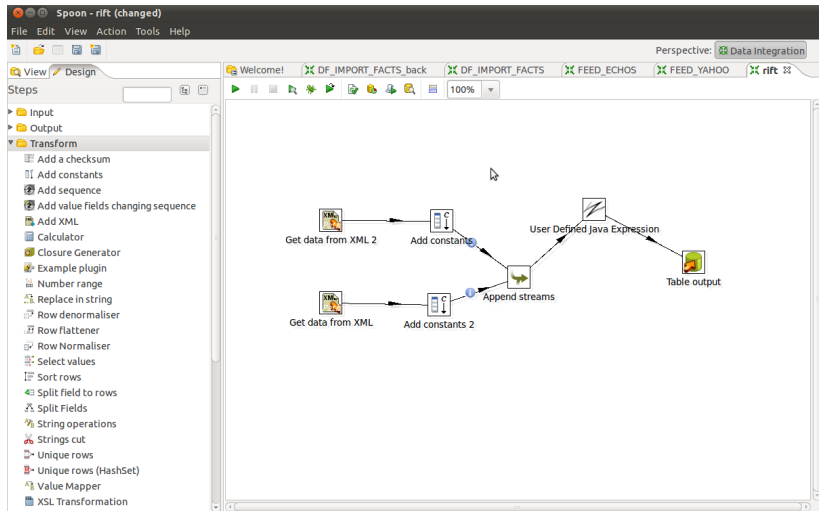 Spoon - rift (changed)
File Edit View Action Tools Help
Perspective: Data Integration
View Design
Welcome! DF_IMPORT_FACTS_back DF_IMPORT_FACTS FEED_ECHOS FEED_YAHOO rift
Steps
100%
Input
Output
Transform
Add a checksum
Add constants
Add sequence
Add value fields changing sequence
Add XML
Calculator
Closure Generator
Example plugin
Number range
Replace in string
Row denormaliser
Row flattener
Row Normaliser
Select values
Sort rows
Split field to rows
Split Fields
String operations
Strings cut
Unique rows
Unique rows (HashSet)
Value Mapper
XSL Transformation
Get data from XML 2
Add constants
User Defined Java Expression
Table output
Append streams
Get data from XML
Add constants 2